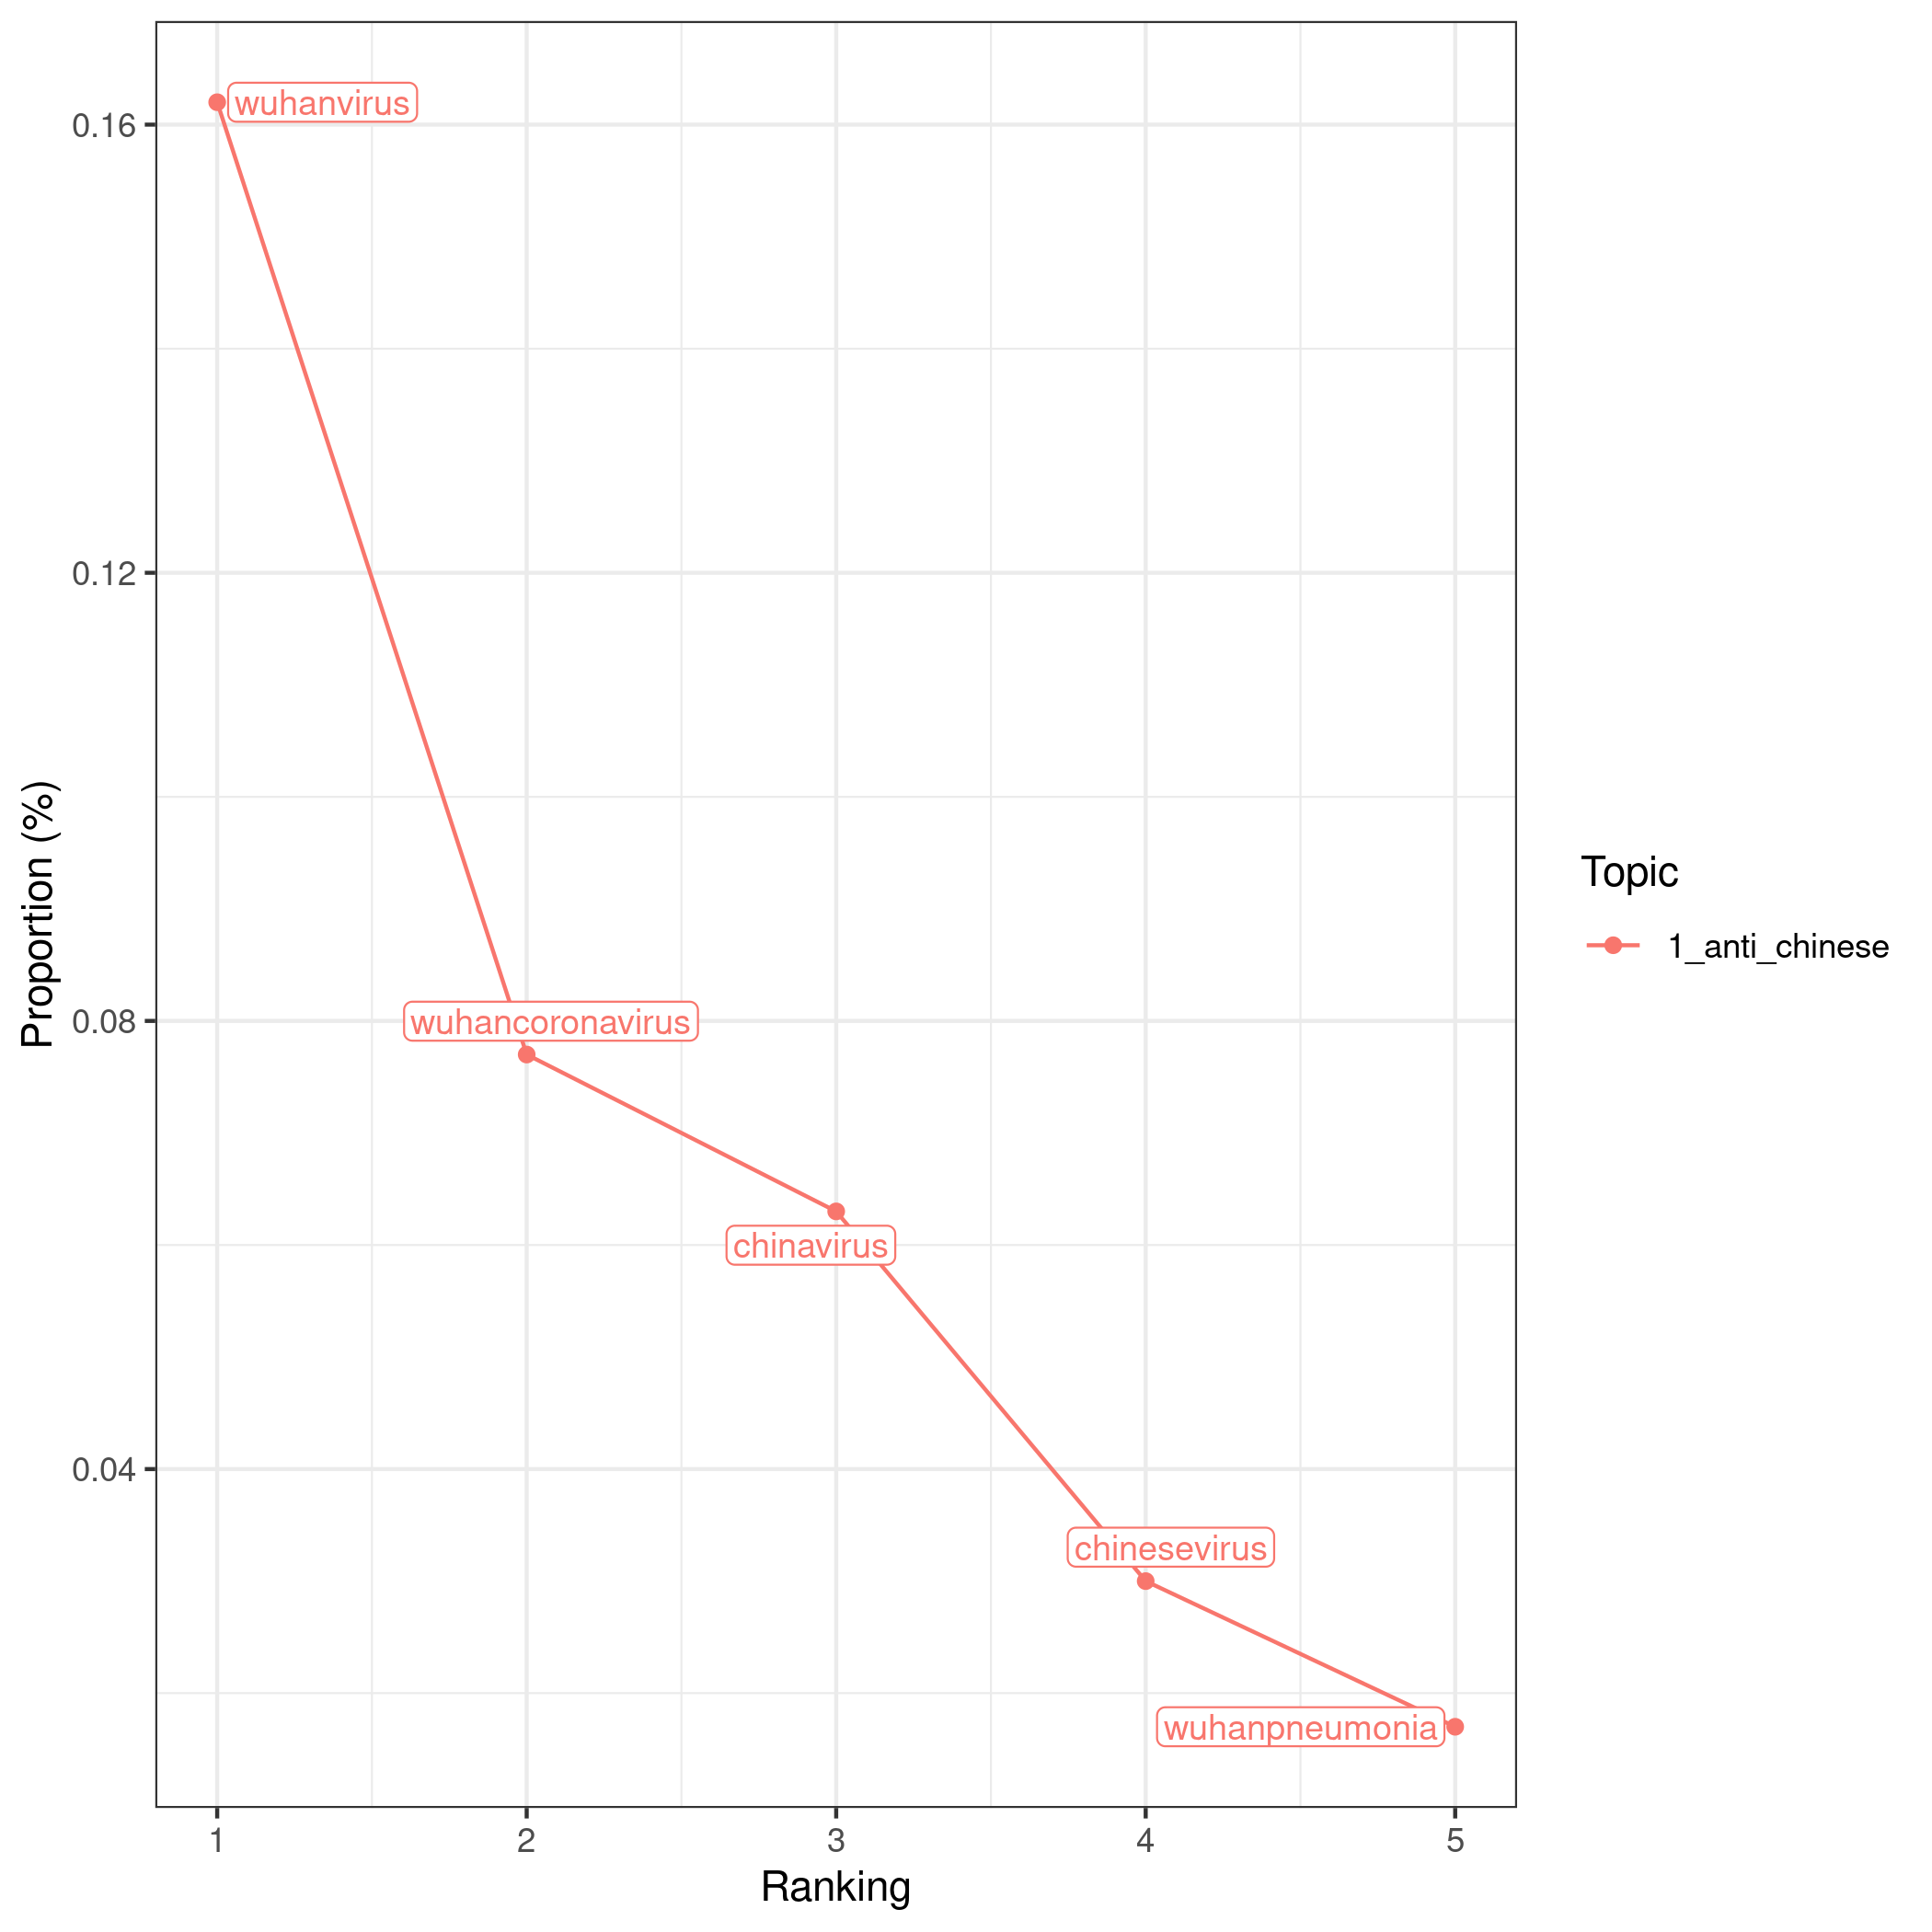 wuhanvirus
0.16
0.12
wuhancoronavirus
0.08
chinavirus
0.04
chinesevirus
wuhanpneumonia
1 2 3 4 5
Ranking
Proportion (%)
Topic
1_anti_chinese